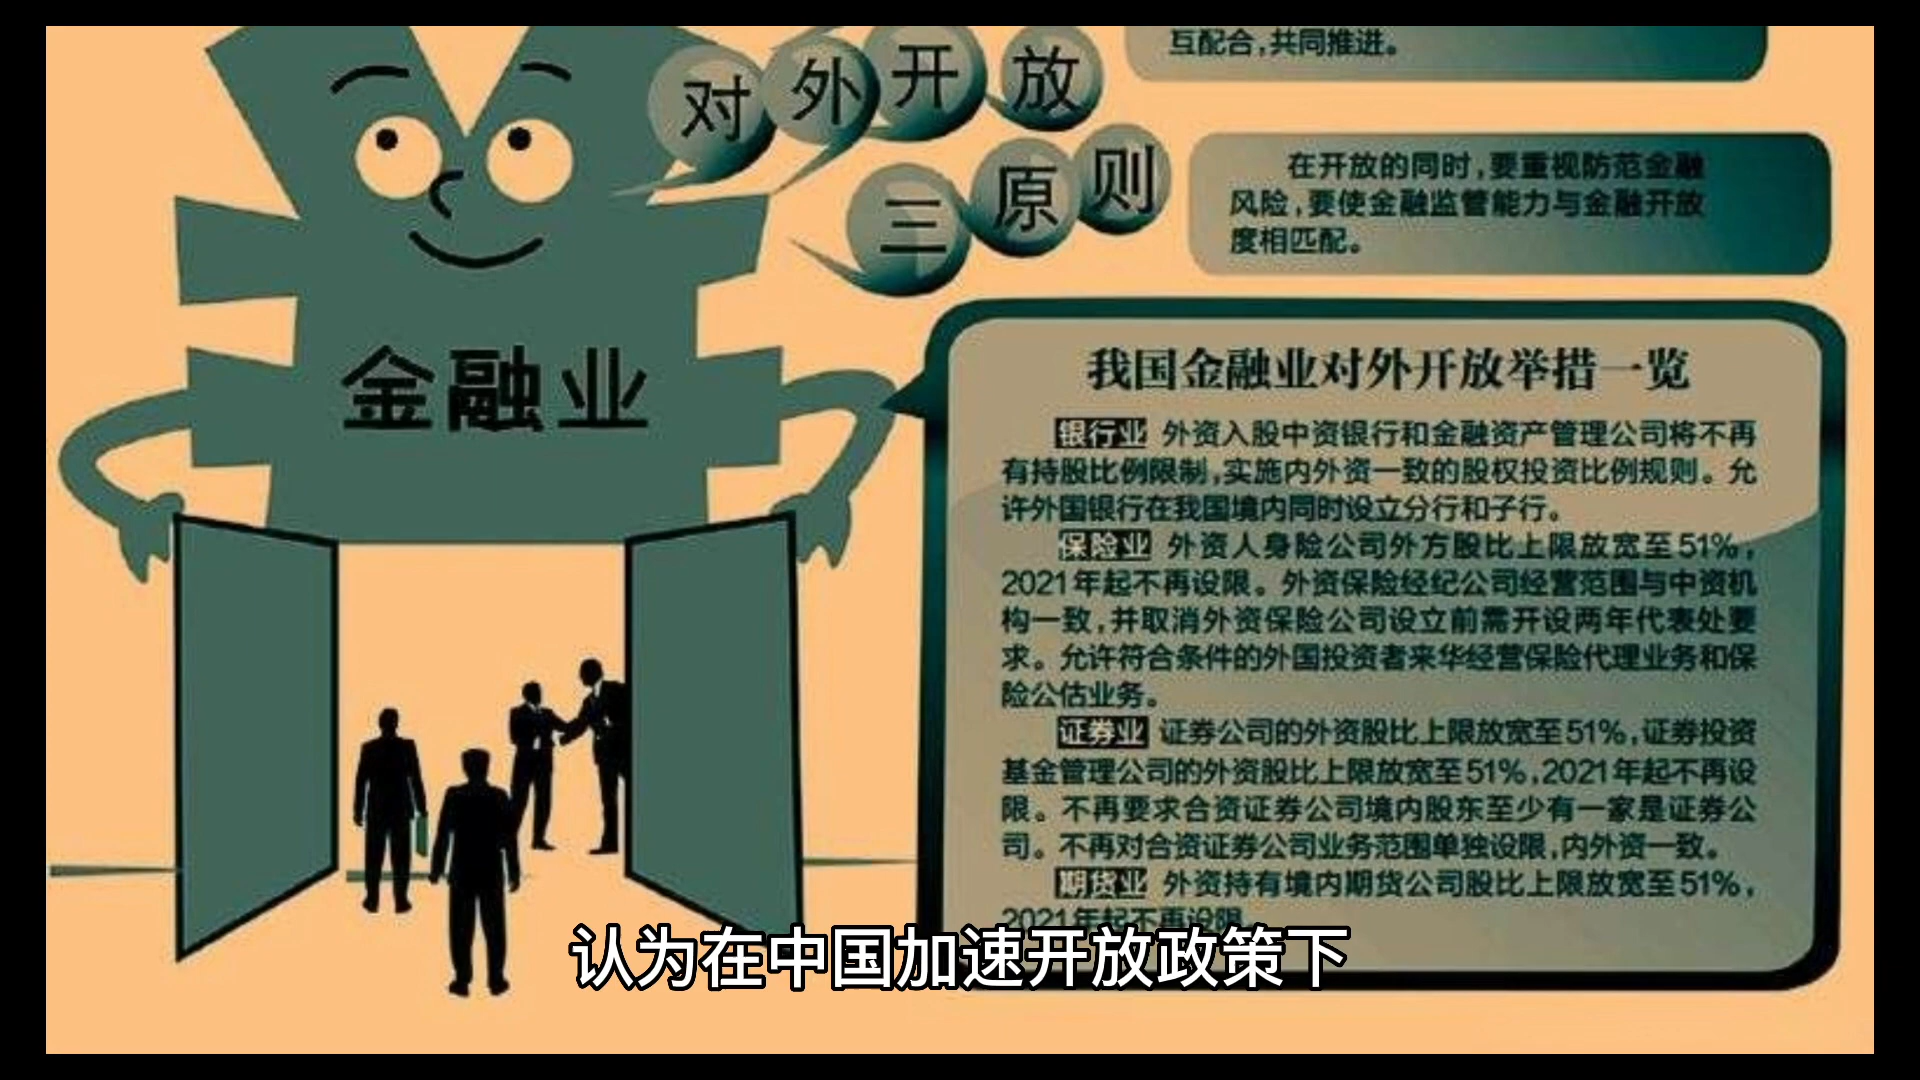 互配合,共同推进。
对外开放
三原则
在开放的同时,要重视防范金融
风险,要使金融监管能力与金融开放
度相匹配。
金融业
我国金融业对外开放举措一览
银行业 外资入股中资银行和金融资产管理公司将不再
有持股比例限制,实施内外资一致的股权投资比例规则。允
许外国银行在我国境内同时设立分行和子行。
保险业 外资人身险公司外方股比上限放宽至51%,
2021年起不再设限。外资保险经纪公司经营范围与中资机
构一致,并取消外资保险公司设立前需开设两年代表处要
求。允许符合条件的外国投资者来华经营保险代理业务和保
险公估业务。
证券业 证券公司的外资股比上限放宽至51%,证券投资
基金管理公司的外资股比上限放宽至51%,2021年起不再设
限。不再要求合资证券公司境内股东至少有一家是证券公
司。不再对合资证券公司业务范围单独设限,内外资一致。
期货业 外资持有境内期货公司股比上限放宽至51%,
2021年起不再设限。
认为在中国加速开放政策下